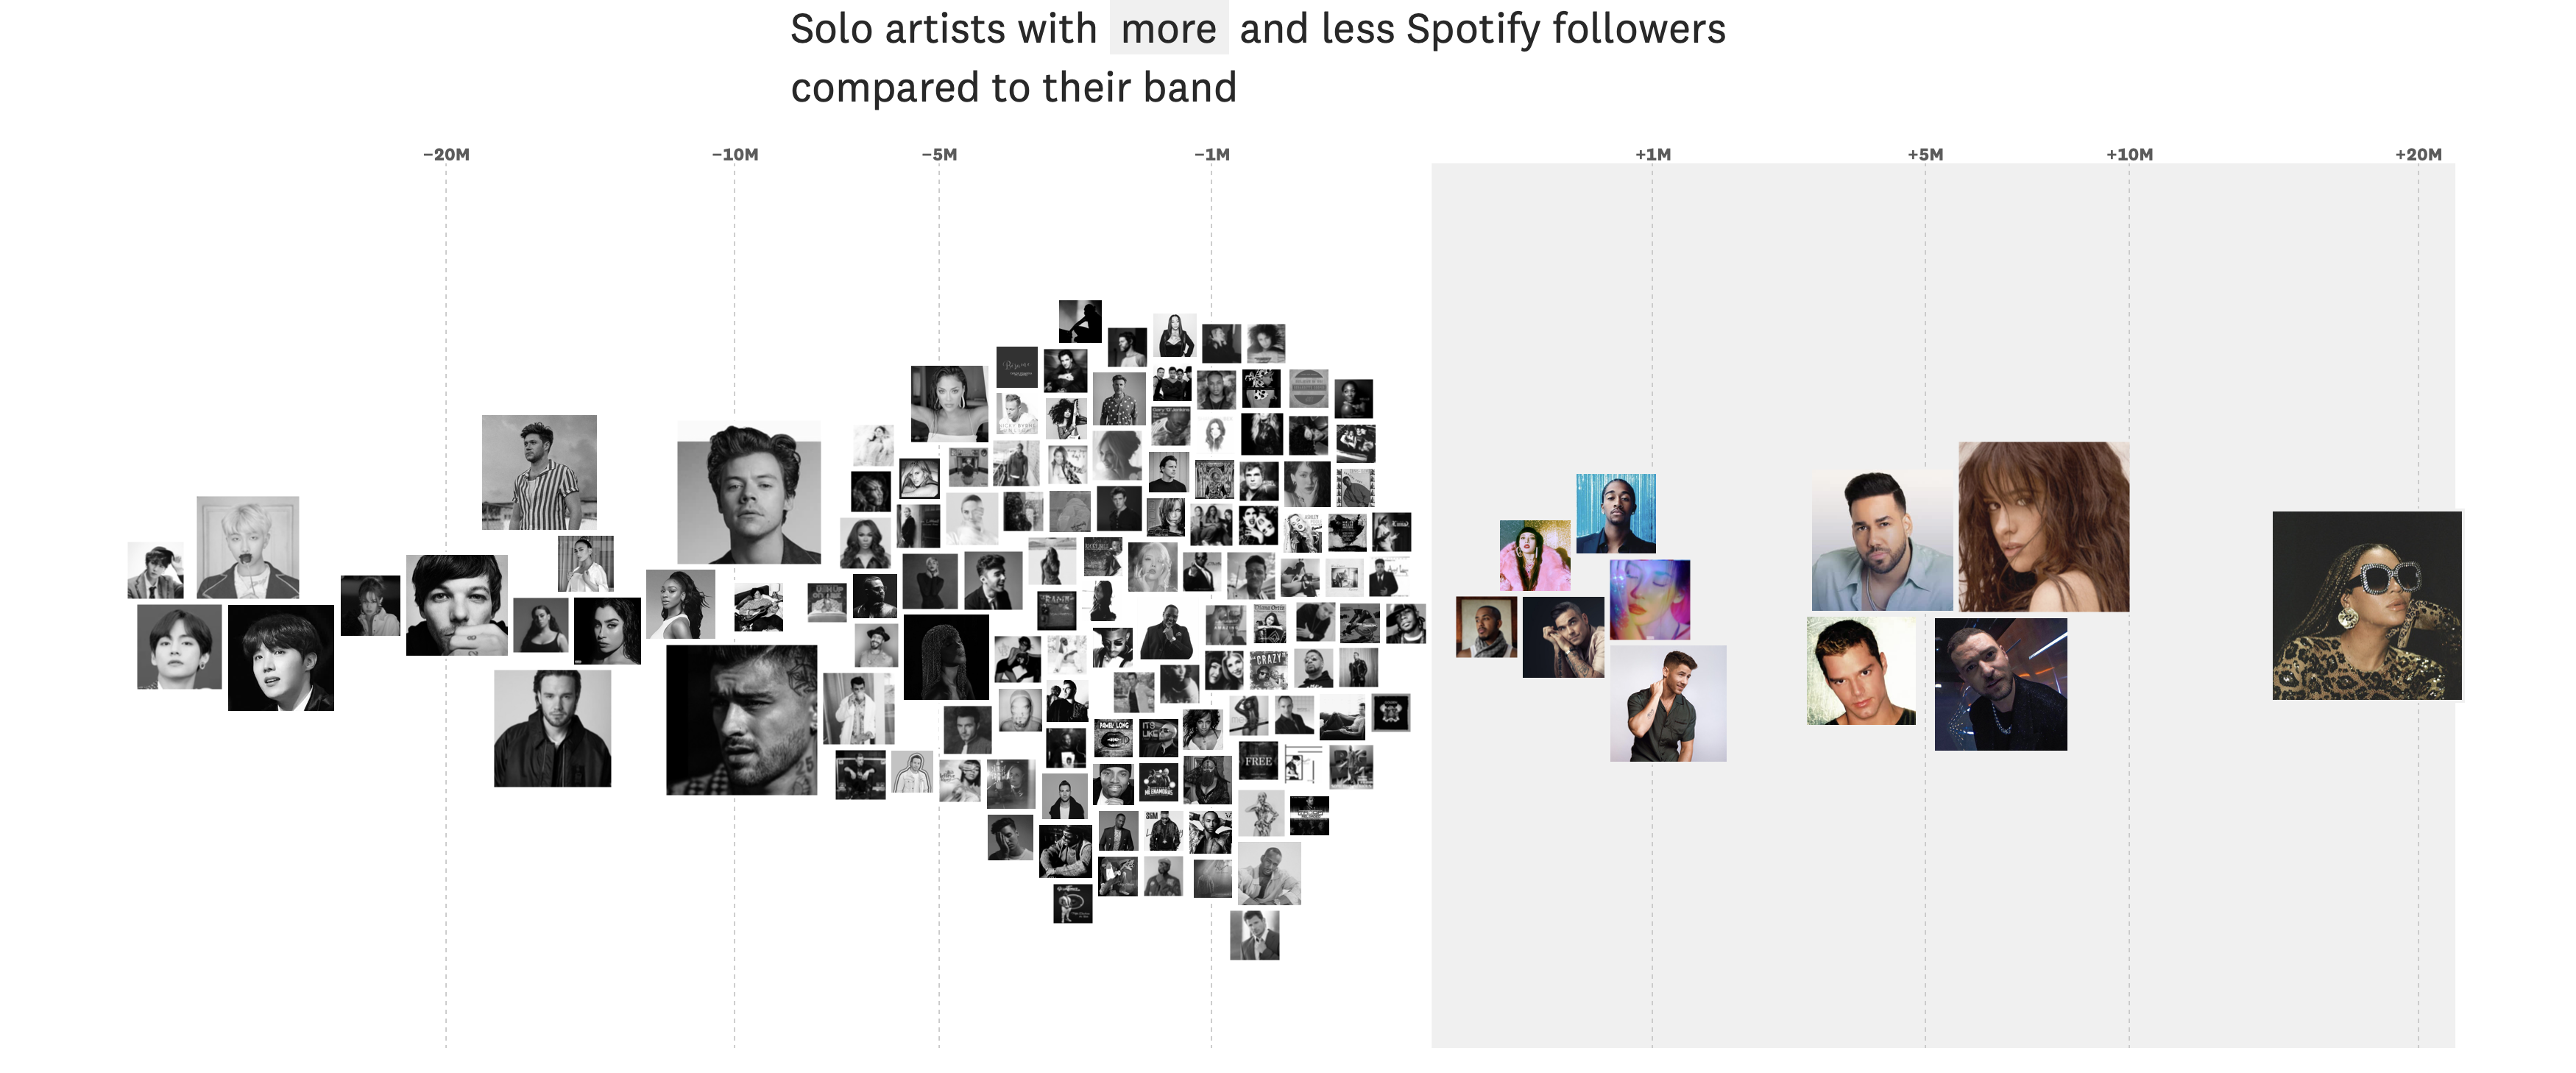 Solo artists with more and less Spotify followers
compared to their band
−20M −10M −5M −1M +1M +5M +10M +20M
CRAZY
FREE